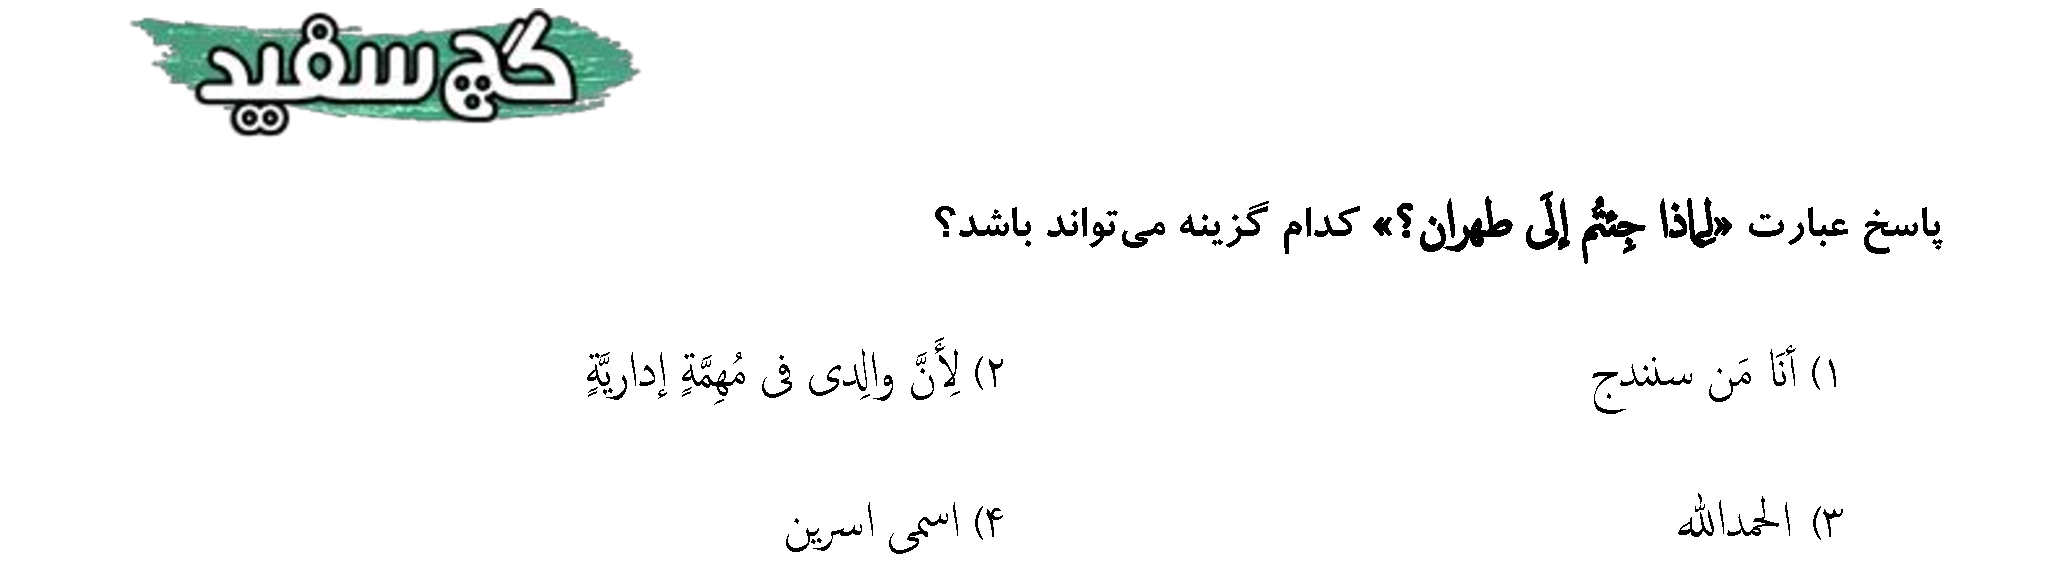 گچ سفید
پاسخ عبارت «لِماذا جِئتُم إلَی طهران؟» کدام گزینه می‌تواند باشد؟
۱) أنَا مَن سنندج
۲) لِأَنَّ والِدی فی مُهِمَّةٍ إداریَّةٍ
۳) الحمدالله
۴) اسمی اسرین